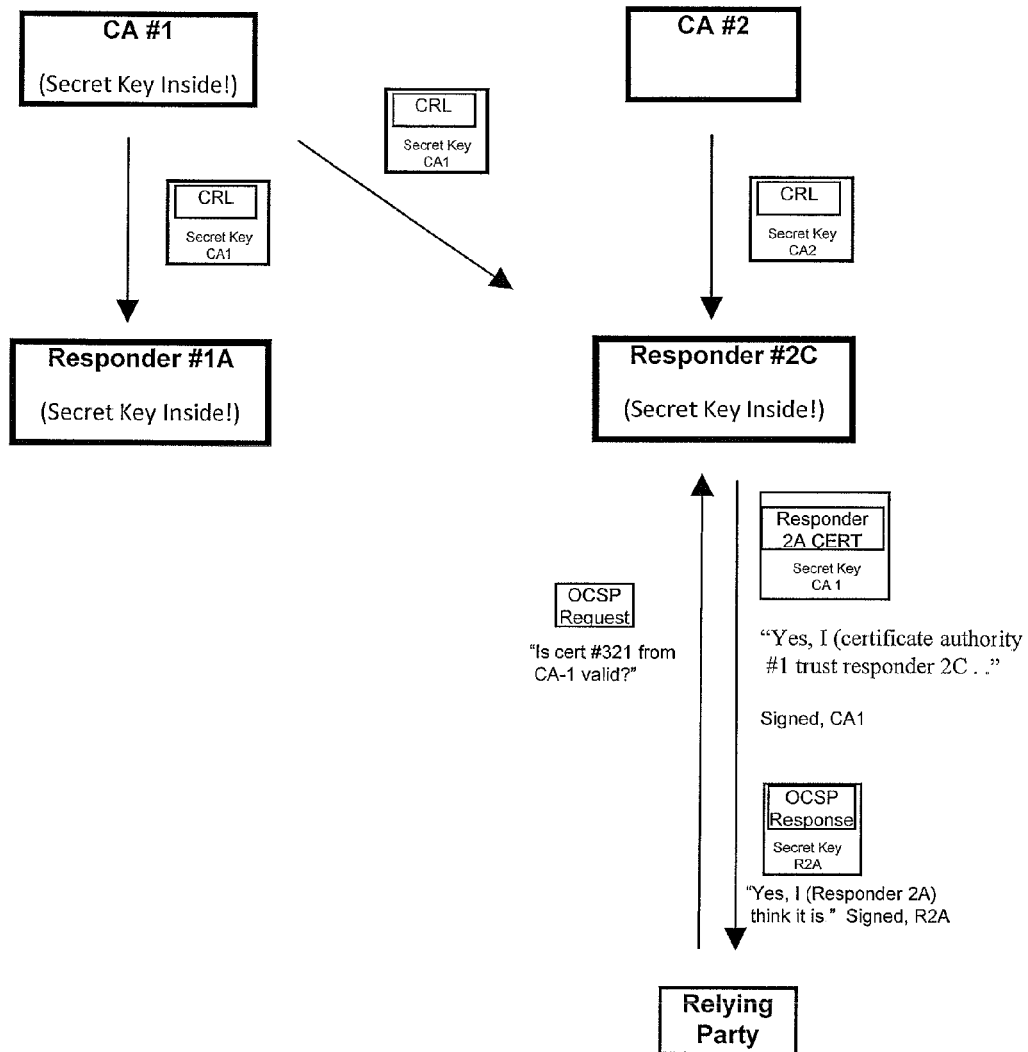 CA #1
(Secret Key Inside!)
CA #2
CRL
Secret Key
CA1
CRL
Secret Key
CA1
CRL
Secret Key
CA2
Responder #1A
(Secret Key Inside!)
Responder #2C
(Secret Key Inside!)
Responder
2A CERT
Secret Key
CA 1
OCSP
Request
"Is cert #321 from
CA-1 valid?"
“Yes, I (certificate authority
#1 trust responder 2C . .”
Signed, CA1
OCSP
Response
Secret Key
R2A
"Yes, I (Responder 2A)
think it is ” Signed, R2A
Relying
Party